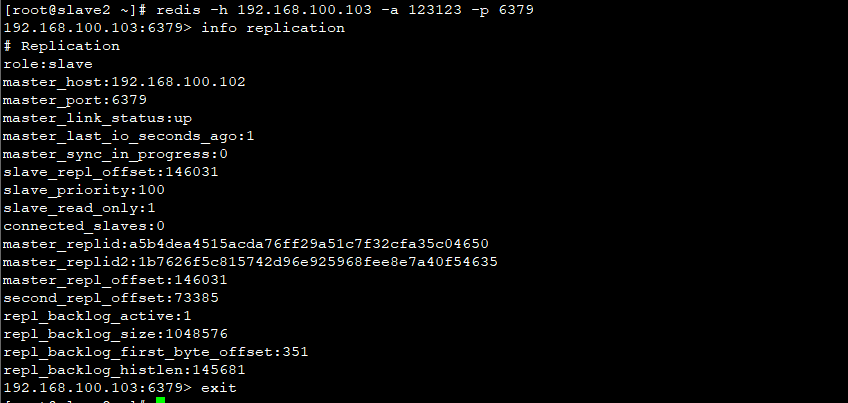 [root@slave2 ~]# redis -h 192.168.100.103 -a 123123 -p 6379
192.168.100.103:6379> info replication
# Replication
role:slave
master_host:192.168.100.102
master_port:6379
master_link_status:up
master_last_io_seconds_ago:1
master_sync_in_progress:0
slave_repl_offset:146031
slave_priority:100
slave_read_only:1
connected_slaves:0
master_replid:a5b4dea4515acda76ff29a51c7f32cfa35c04650
master_replid2:1b7626f5c815742d96e925968fee8e7a40f54635
master_repl_offset:146031
second_repl_offset:73385
repl_backlog_active:1
repl_backlog_size:1048576
repl_backlog_first_byte_offset:351
repl_backlog_histlen:145681
192.168.100.103:6379> exit
[root@slave2 ~]#